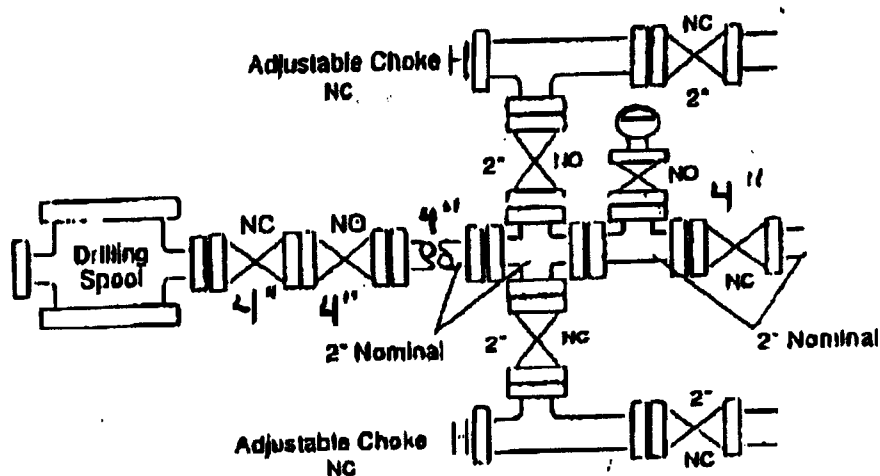 NC
Adjustable Choke
NC
2"
2"
NO
NO
4"
4"
NC
NO
Drilling
Spool
4"
4"
NC
2" Nominal
2"
NC
2" Nominal
2"
Adjustable Choke
NC
NC